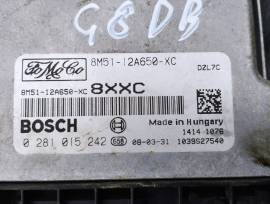 G8DB
FoMoCo 8M51-12A650-XC
DZL7C
8M51-12A650-XC 8XXC
Made in Hungary
BOSCH 1414 1076
0 281 015 242 G5B 08-03-31 1039S27540